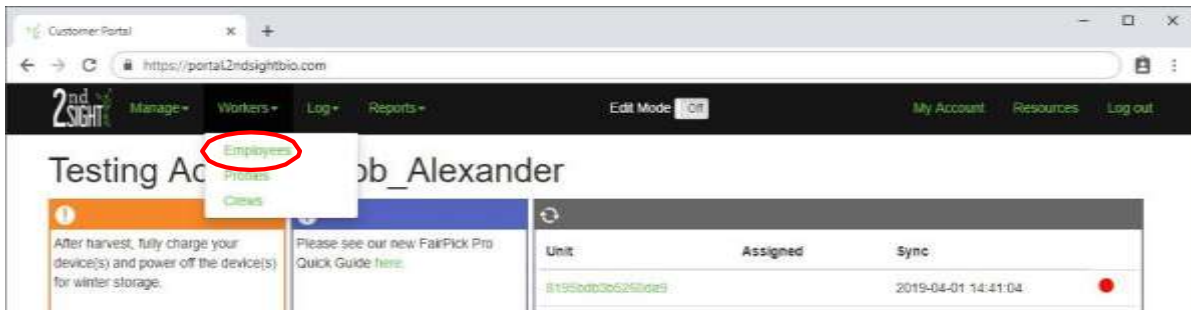 Customer Portal
https://portal.2ndsightbio.com
2nd SIGHT Manage Workers Log Reports Edit Mode Off My Account Resources Log out
Employees
Profiles
Crews
Testing Ac ob_Alexander
After harvest, fully charge your
device(s) and power off the device(s)
for winter storage.
Please see our new FairPick Pro
Quick Guide here.
Unit Assigned Sync
2019-04-01 14:41:04